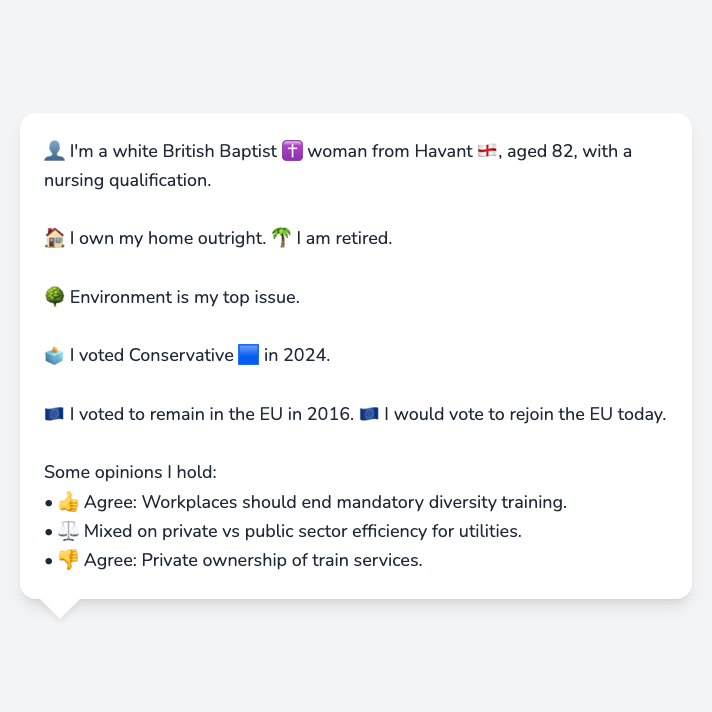 👤 I'm a white British Baptist ✝️ woman from Havant 🏴󠁧󠁢󠁥󠁮󠁧󠁿, aged 82, with a
nursing qualification.
🏠 I own my home outright. 🌴 I am retired.
🌳 Environment is my top issue.
🗳️ I voted Conservative 🟦 in 2024.
🇪🇺 I voted to remain in the EU in 2016. 🇪🇺 I would vote to rejoin the EU today.
Some opinions I hold:
• 👍 Agree: Workplaces should end mandatory diversity training.
• ⚖️ Mixed on private vs public sector efficiency for utilities.
• 👎 Agree: Private ownership of train services.